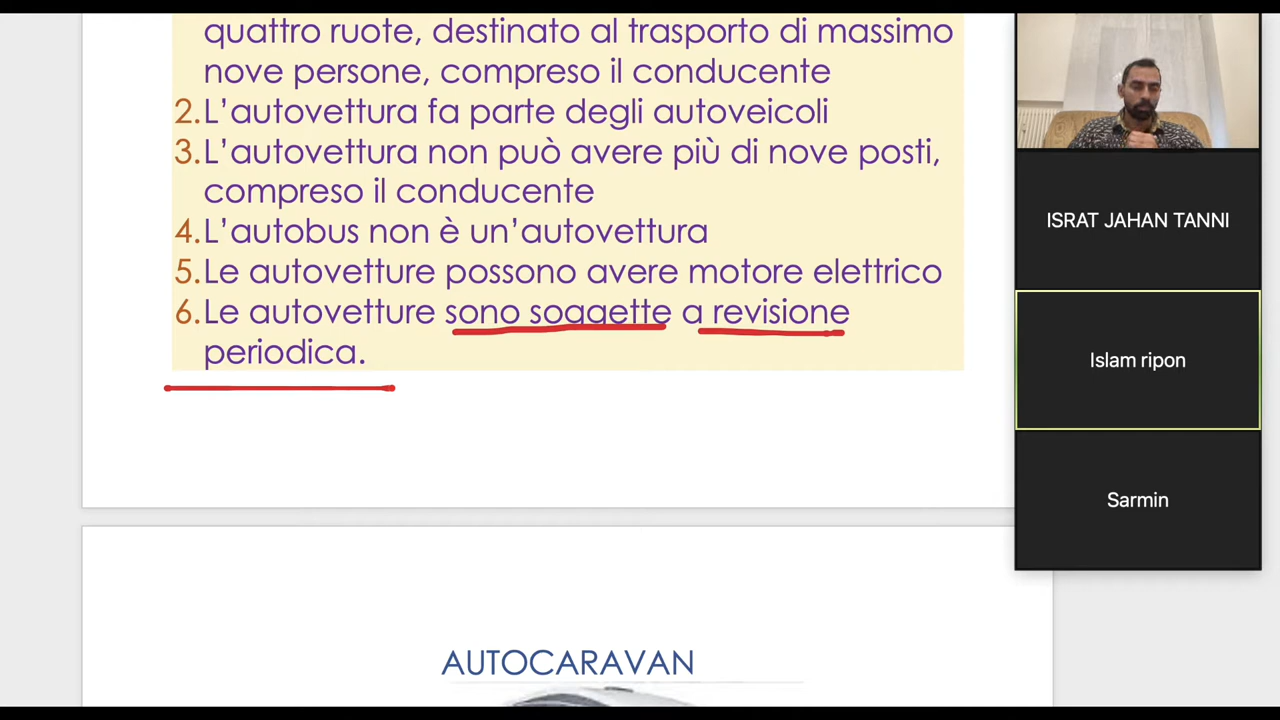 quattro ruote, destinato al trasporto di massimo
nove persone, compreso il conducente
2.L’autovettura fa parte degli autoveicoli
3.L’autovettura non può avere più di nove posti,
compreso il conducente
4.L’autobus non è un’autovettura
5.Le autovetture possono avere motore elettrico
6.Le autovetture sono soggette a revisione
periodica.
AUTOCARAVAN
ISRAT JAHAN TANNI
Islam ripon
Sarmin